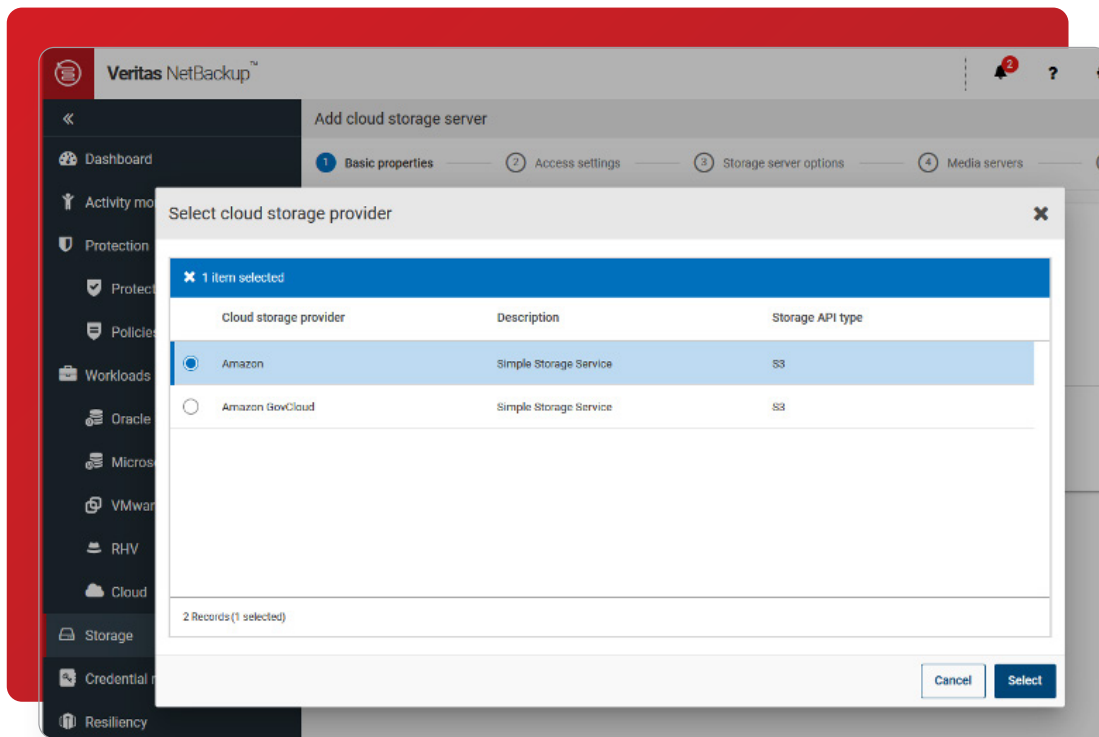 Veritas NetBackup™
2
?
Add cloud storage server
Dashboard
1 Basic properties
2 Access settings
3 Storage server options
4 Media servers
Activity mo
Protection
Protect
Policies
Workloads
Oracle
Micros
VMwar
RHV
Cloud
Storage
Credential
Resiliency
Select cloud storage provider
1 item selected
Cloud storage provider Description Storage API type
Amazon Simple Storage Service S3
Amazon GovCloud Simple Storage Service S3
2 Records (1 selected)
Cancel Select